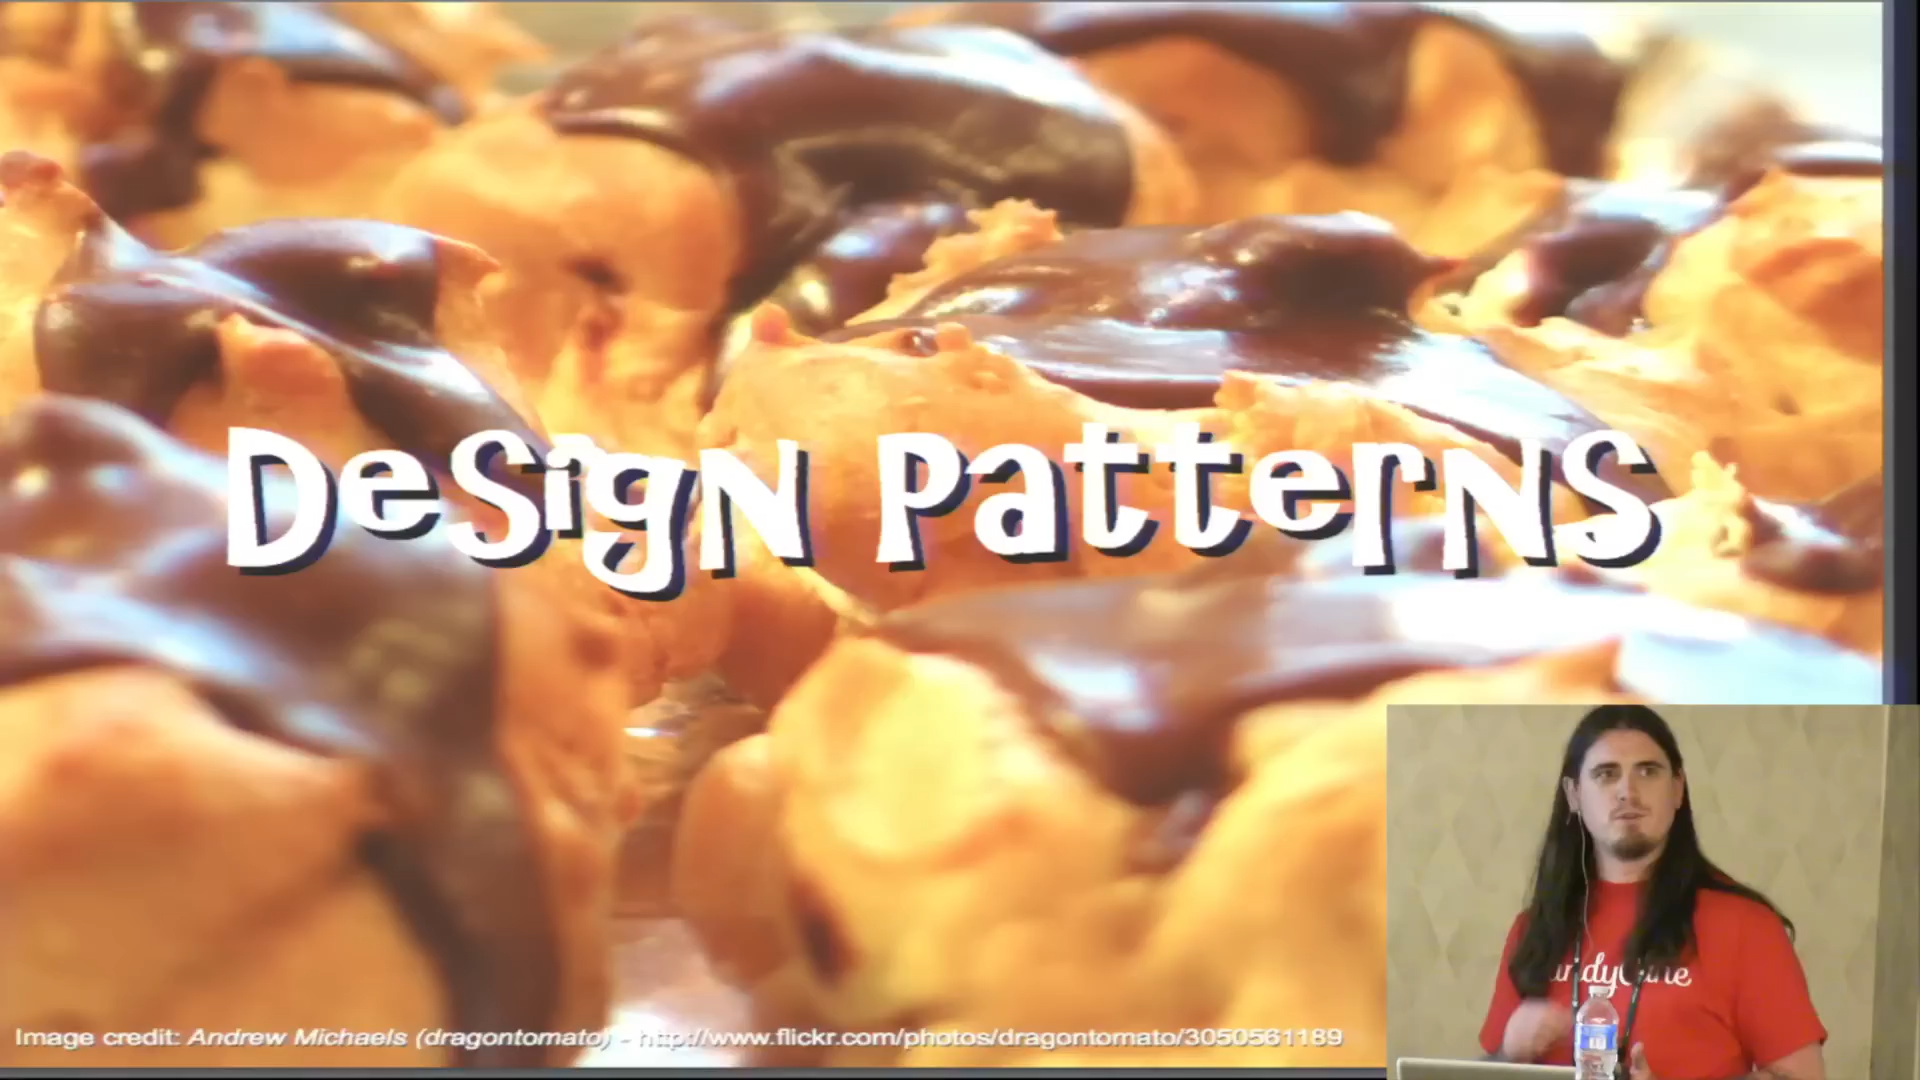 Design Patterns
Image credit: Andrew Michaels (dragontomato) - http://www.flickr.com/photos/dragontomato/3050561189